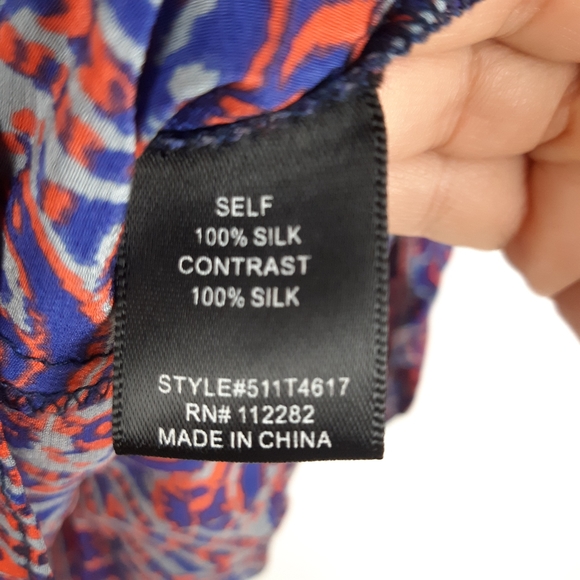 SELF
100% SILK
CONTRAST
100% SILK
STYLE#511T4617
RN# 112282
MADE IN CHINA